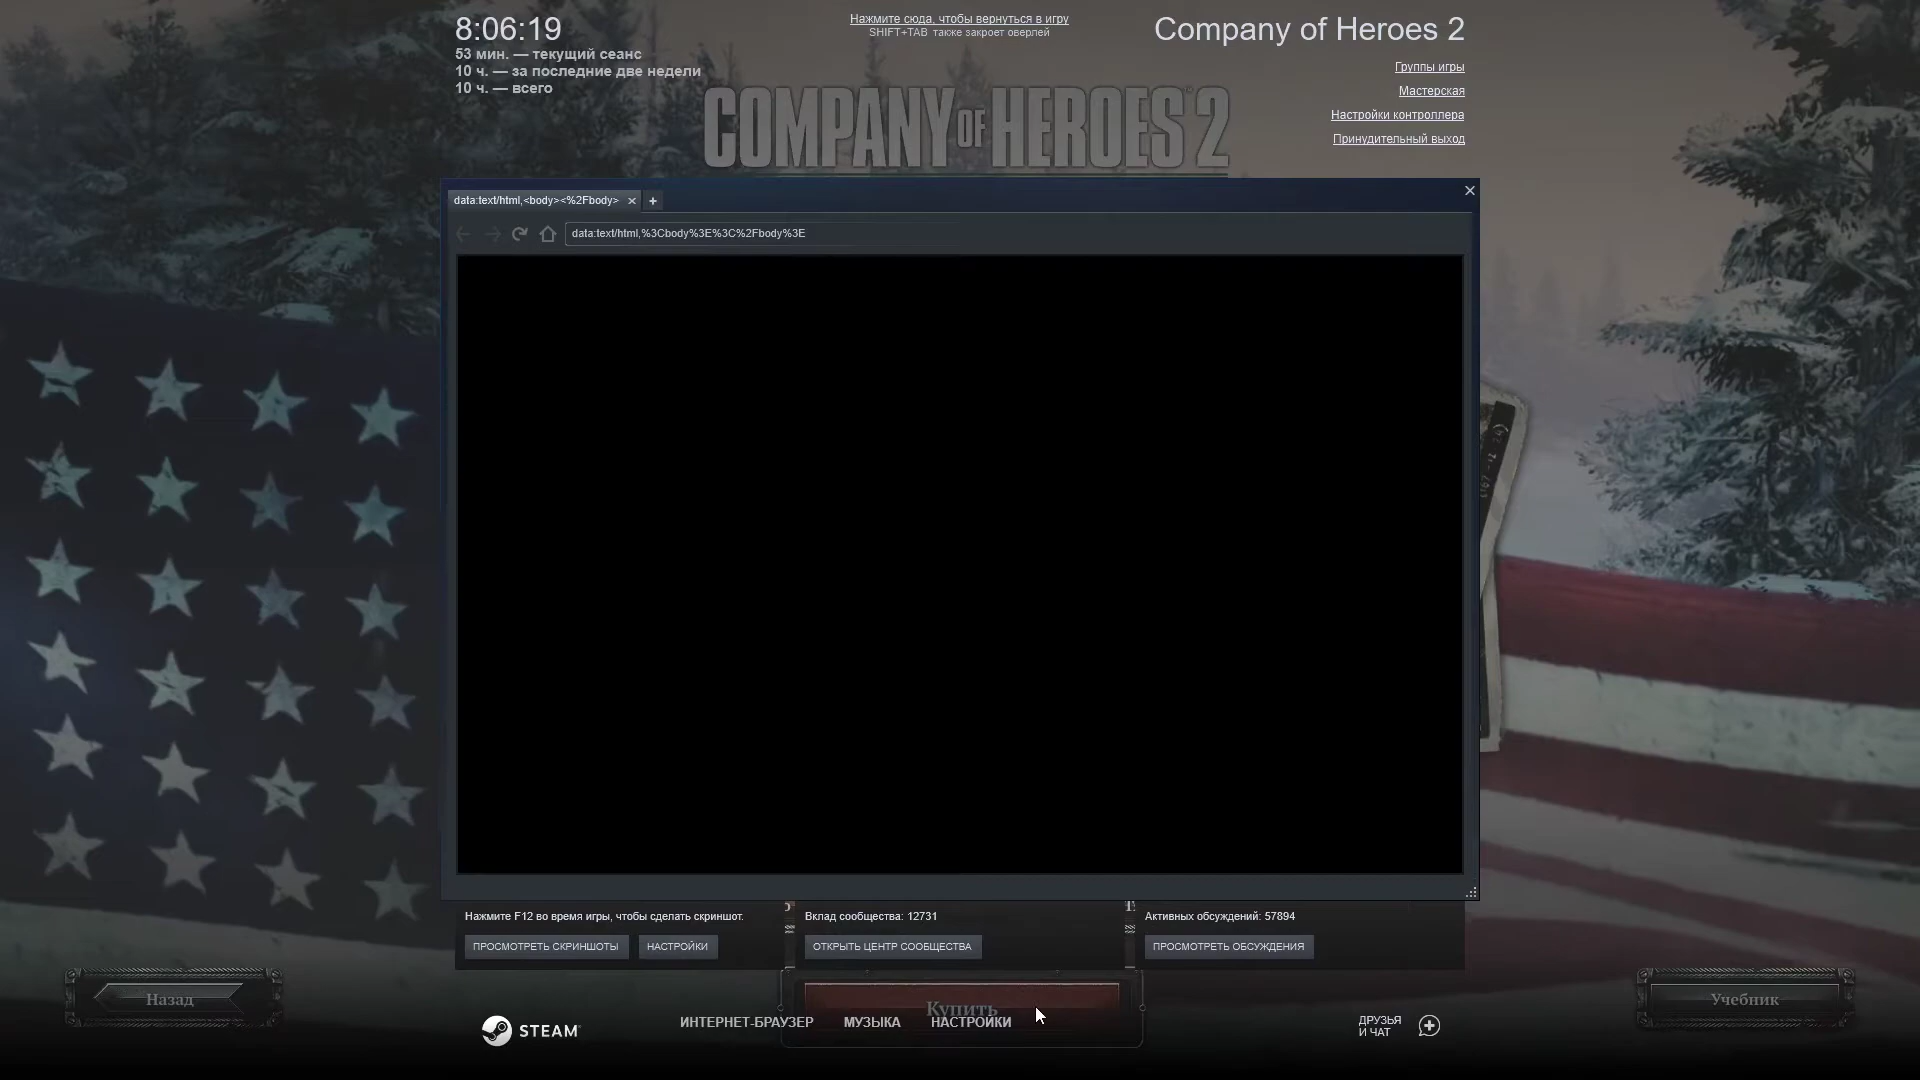 8:06:19
53 мин. — текущий сеанс
10 ч. — за последние две недели
10 ч. — всего
Нажмите сюда, чтобы вернуться в игру
SHIFT+TAB также закроет оверлей
Company of Heroes 2
Группы игры
Мастерская
Настройки контроллера
Принудительный выход
COMPANY OF HEROES 2
data:text/html,<body><%2Fbody>
data:text/html,%3Cbody%3E%3C%2Fbody%3E
Нажмите F12 во время игры, чтобы сделать скриншот.
ПРОСМОТРЕТЬ СКРИНШОТЫ
НАСТРОЙКИ
Вклад сообщества: 12731
ОТКРЫТЬ ЦЕНТР СООБЩЕСТВА
Активных обсуждений: 57894
ПРОСМОТРЕТЬ ОБСУЖДЕНИЯ
Назад
Купить
Учебник
STEAM
ИНТЕРНЕТ-БРАУЗЕР
МУЗЫКА
НАСТРОЙКИ
ДРУЗЬЯ
И ЧАТ